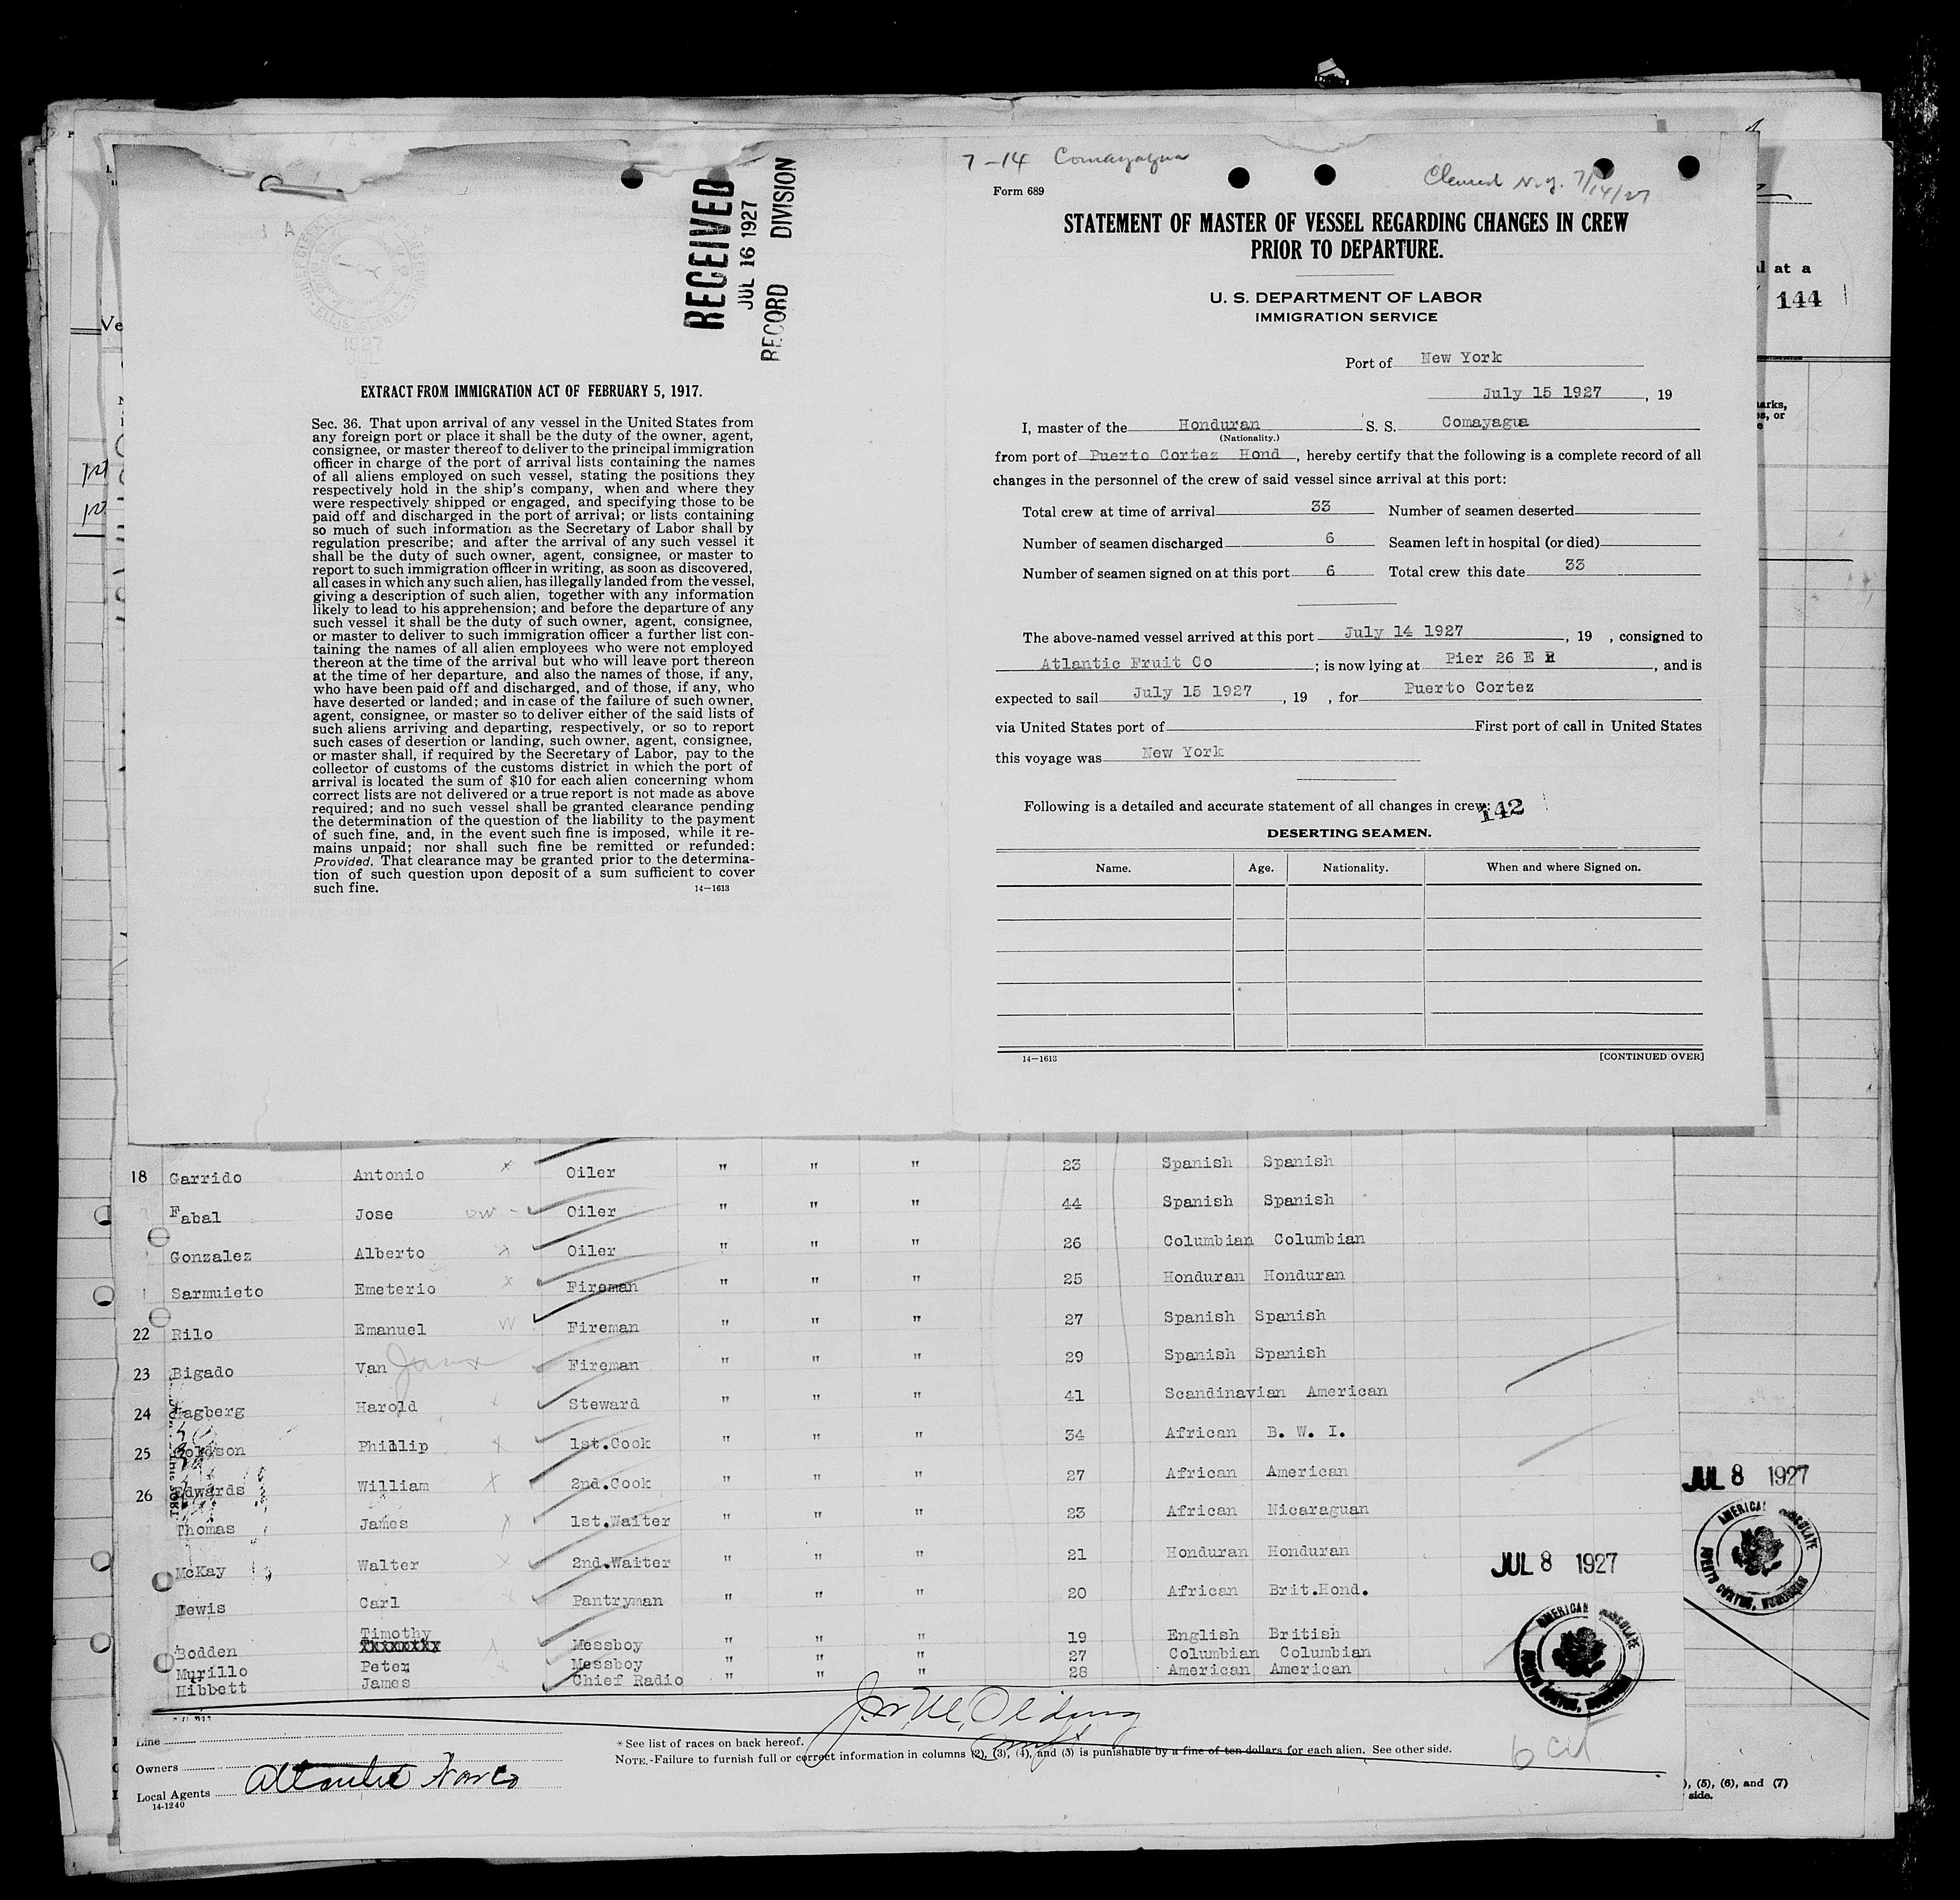 RECEIVED
JUL 16 1927
RECORD DIVISION
ELLIS ISLAND
1927
EXTRACT FROM IMMIGRATION ACT OF FEBRUARY 5, 1917.
Sec. 36. That upon arrival of any vessel in the United States from
any foreign port or place it shall be the duty of the owner, agent,
consignee, or master thereof to deliver to the principal immigration
officer in charge of the port of arrival lists containing the names
of all aliens employed on such vessel, stating the positions they
respectively hold in the ship's company, when and where they
were respectively shipped or engaged, and specifying those to be
paid off and discharged in the port of arrival; or lists containing
so much of such information as the Secretary of Labor shall by
regulation prescribe; and after the arrival of any such vessel it
shall be the duty of such owner, agent, consignee, or master to
report to such immigration officer in writing, as soon as discovered,
all cases in which any such alien, has illegally landed from the vessel,
giving a description of such alien, together with any information
likely to lead to his apprehension; and before the departure of any
such vessel it shall be the duty of such owner, agent, consignee,
or master to deliver to such immigration officer a further list con-
taining the names of all alien employees who were not employed
thereon at the time of the arrival but who will leave port thereon
at the time of her departure, and also the names of those, if any,
who have been paid off and discharged, and of those, if any, who
have deserted or landed; and in case of the failure of such owner,
agent, consignee, or master so to deliver either of the said lists of
such aliens arriving and departing, respectively, or so to report
such cases of desertion or landing, such owner, agent, consignee,
or master shall, if required by the Secretary of Labor, pay to the
collector of customs of the customs district in which the port of
arrival is located the sum of $10 for each alien concerning whom
correct lists are not delivered or a true report is not made as above
required; and no such vessel shall be granted clearance pending
the determination of the question of the liability to the payment
of such fine, and, in the event such fine is imposed, while it re-
mains unpaid; nor shall such fine be remitted or refunded:
Provided, That clearance may be granted prior to the determina-
tion of such question upon deposit of a sum sufficient to cover
such fine. 14—1613
7-14 Comayagua
Cleared N.Y. 7/14/27
Form 689
STATEMENT OF MASTER OF VESSEL REGARDING CHANGES IN CREW
PRIOR TO DEPARTURE.
U. S. DEPARTMENT OF LABOR
IMMIGRATION SERVICE
Port of New York
July 15 1927, 19
I, master of the Honduran S. S. Comayagua
(Nationality.)
from port of Puerto Cortez Hond, hereby certify that the following is a complete record of all
changes in the personnel of the crew of said vessel since arrival at this port:
Total crew at time of arrival 33 Number of seamen deserted
Number of seamen discharged 6 Seamen left in hospital (or died)
Number of seamen signed on at this port 6 Total crew this date 33
The above-named vessel arrived at this port July 14 1927, 19 , consigned to
Atlantic Fruit Co; is now lying at Pier 26 E R, and is
expected to sail July 15 1927, 19 , for Puerto Cortez
via United States port of First port of call in United States
this voyage was New York
Following is a detailed and accurate statement of all changes in crew:
142
DESERTING SEAMEN.
Name. Age. Nationality. When and where Signed on.
14—1613 [CONTINUED OVER]
al at a
144
18 Garrido Antonio x Oiler " " " 23 Spanish Spanish
Fabal Jose Oiler " " " 44 Spanish Spanish
Gonzalez Alberto x Oiler " " " 26 Columbian Columbian
Sarmuieto Emeterio x Fireman " " " 25 Honduran Honduran
22 Rilo Emanuel Fireman " " " 27 Spanish Spanish
23 Bigado Van Fireman " " " 29 Spanish Spanish
24 Hagberg Harold Steward " " " 41 Scandinavian American
25 Phillip x 1st.Cook " " " 34 African B. W. I.
26 Edwards William x 2nd.Cook " " " 27 African American
Thomas James x 1st.Waiter " " " 23 African Nicaraguan
McKay Walter x 2nd.Waiter " " " 21 Honduran Honduran
Lewis Carl Pantryman " " 20 African Brit.Hond.
Bodden Timothy Messboy " " " 19 English British
Murillo Peter Messboy " " " 27 Columbian Columbian
Hibbett James Chief Radio " " " 28 American American
JUL 8 1927
AMERICAN CONSULATE
PUERTO CORTES, HONDURAS
JUL 8 1927
AMERICAN CONSULATE
PUERTO CORTES, HONDURAS
Line
Owners
Local Agents
14-1240
*See list of races on back hereof.
NOTE.-Failure to furnish full or correct information in columns (2), (3), (4), and (5) is punishable by a fine of ten dollars for each alien. See other side.
), (5), (6), and (7)
side.